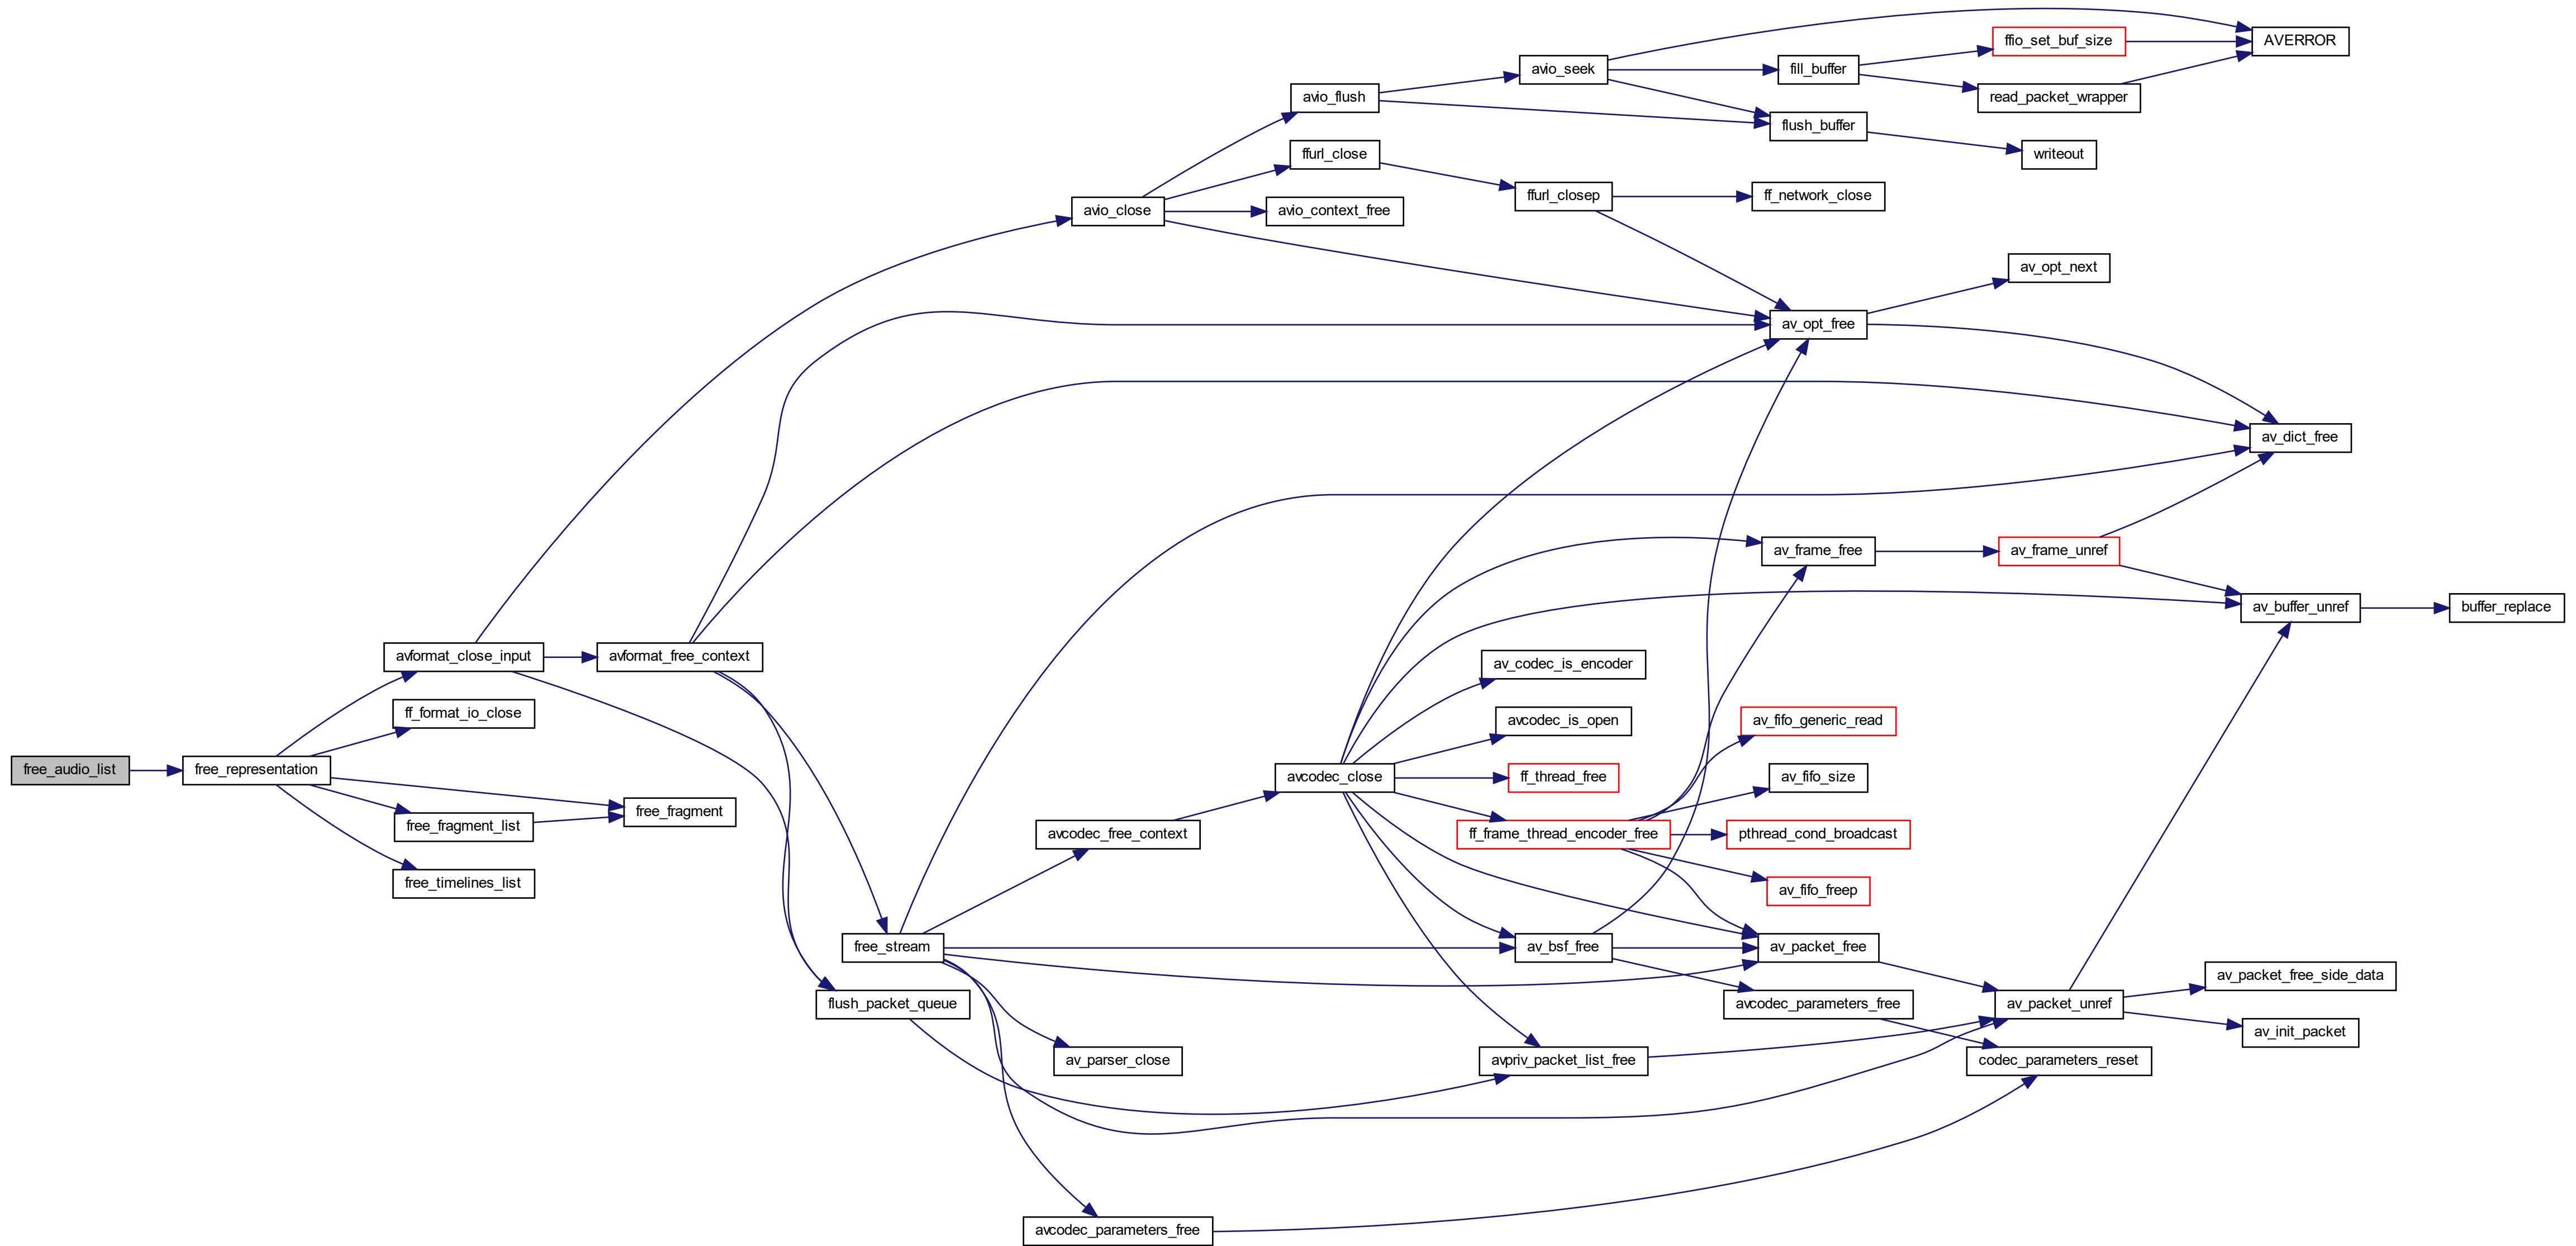 free_audio_list
free_representation
avformat_close_input
ff_format_io_close
free_fragment_list
free_timelines_list
avformat_free_context
free_fragment
free_stream
flush_packet_queue
avio_close
avcodec_free_context
av_parser_close
avcodec_parameters_free
avio_flush
ffurl_close
avio_context_free
avcodec_close
avio_seek
ffurl_closep
av_codec_is_encoder
avcodec_is_open
ff_thread_free
ff_frame_thread_encoder_free
av_bsf_free
avpriv_packet_list_free
fill_buffer
flush_buffer
ff_network_close
av_opt_free
av_frame_free
av_fifo_generic_read
av_fifo_size
pthread_cond_broadcast
av_fifo_freep
av_packet_free
avcodec_parameters_free
ffio_set_buf_size
read_packet_wrapper
writeout
av_opt_next
av_frame_unref
av_packet_unref
codec_parameters_reset
AVERROR
av_dict_free
av_buffer_unref
av_packet_free_side_data
av_init_packet
buffer_replace